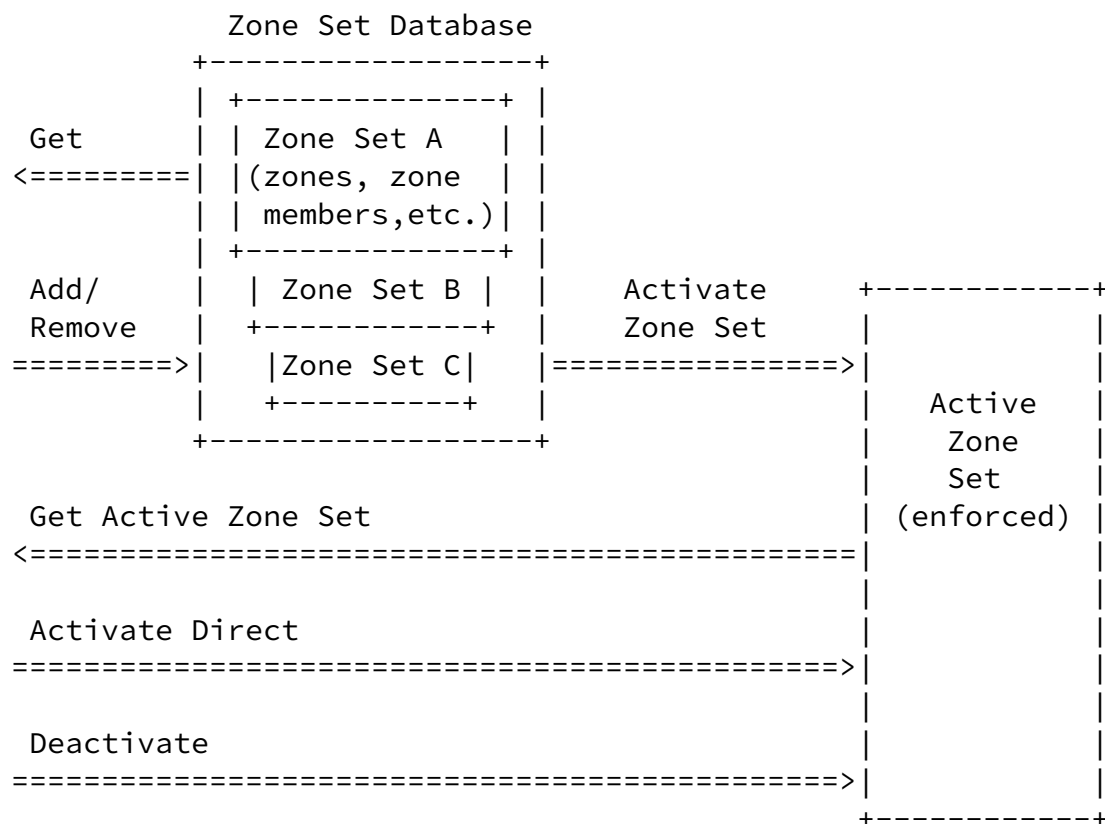 Zone Set Database
+------------------+
| +--------------+ |
Get | | Zone Set A | |
<=========| |(zones, zone | |
| | members,etc.)| |
| +--------------+ |
Add/ | | Zone Set B | | Activate +------------+
Remove | +------------+ | Zone Set | |
=========>| |Zone Set C| |================>| |
| +----------+ | | Active |
+------------------+ | Zone |
| Set |
Get Active Zone Set | (enforced) |
<==============================================| |
| |
Activate Direct | |
==============================================>| |
| |
Deactivate | |
==============================================>| |
+------------+